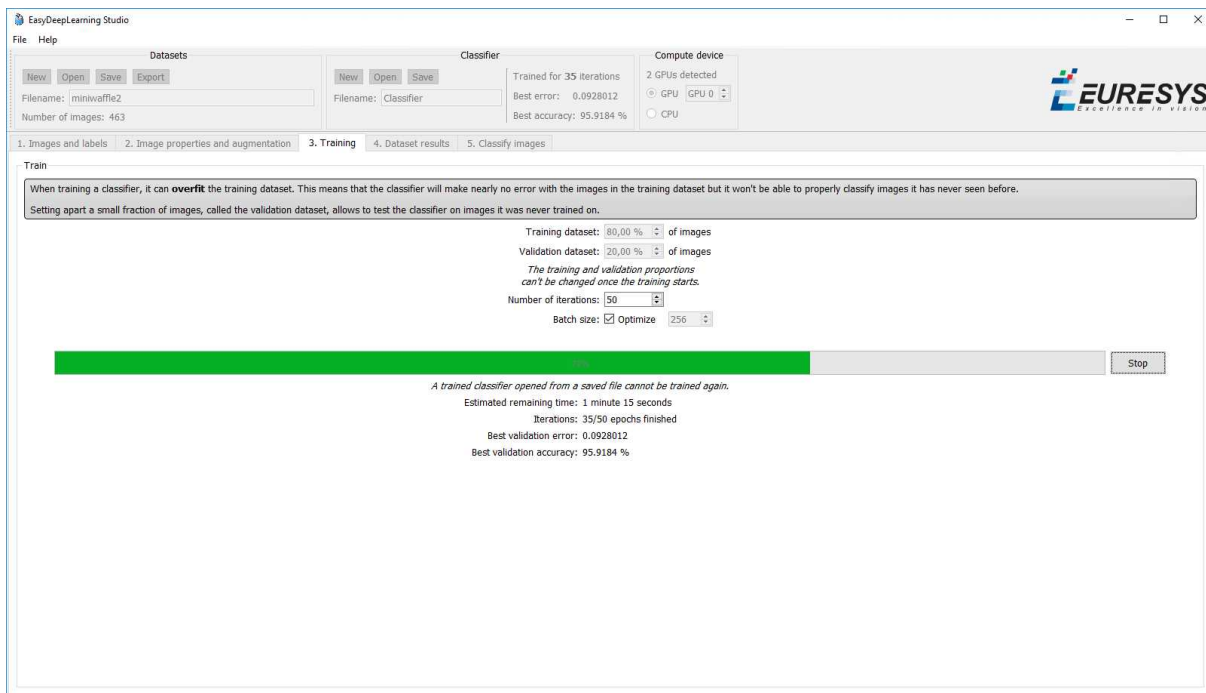 EasyDeepLearning Studio
File Help
Datasets
New Open Save Export
Filename: miniwaffle2
Number of images: 463
Classifier
New Open Save
Filename: Classifier
Trained for 35 iterations
Best error: 0.0928012
Best accuracy: 95.9184 %
Compute device
2 GPUs detected
GPU GPU 0
CPU
EURESYS
Excellence in vision
1. Images and labels 2. Image properties and augmentation 3. Training 4. Dataset results 5. Classify images
Train
When training a classifier, it can overfit the training dataset. This means that the classifier will make nearly no error with the images in the training dataset but it won't be able to properly classify images it has never seen before.
Setting apart a small fraction of images, called the validation dataset, allows to test the classifier on images it was never trained on.
Training dataset: 80,00 % of images
Validation dataset: 20,00 % of images
The training and validation proportions
can't be changed once the training starts.
Number of iterations: 50
Batch size: Optimize 256
Stop
A trained classifier opened from a saved file cannot be trained again.
Estimated remaining time: 1 minute 15 seconds
Iterations: 35/50 epochs finished
Best validation error: 0.0928012
Best validation accuracy: 95.9184 %